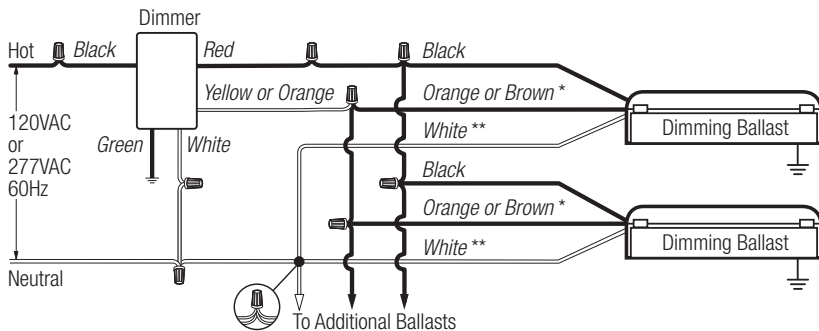 Dimmer
Hot Black Red Black
Yellow or Orange Orange or Brown *
120VAC
or
277VAC
60Hz
Green White White **
Dimming Ballast
Black
Orange or Brown *
White **
Dimming Ballast
Neutral
To Additional Ballasts